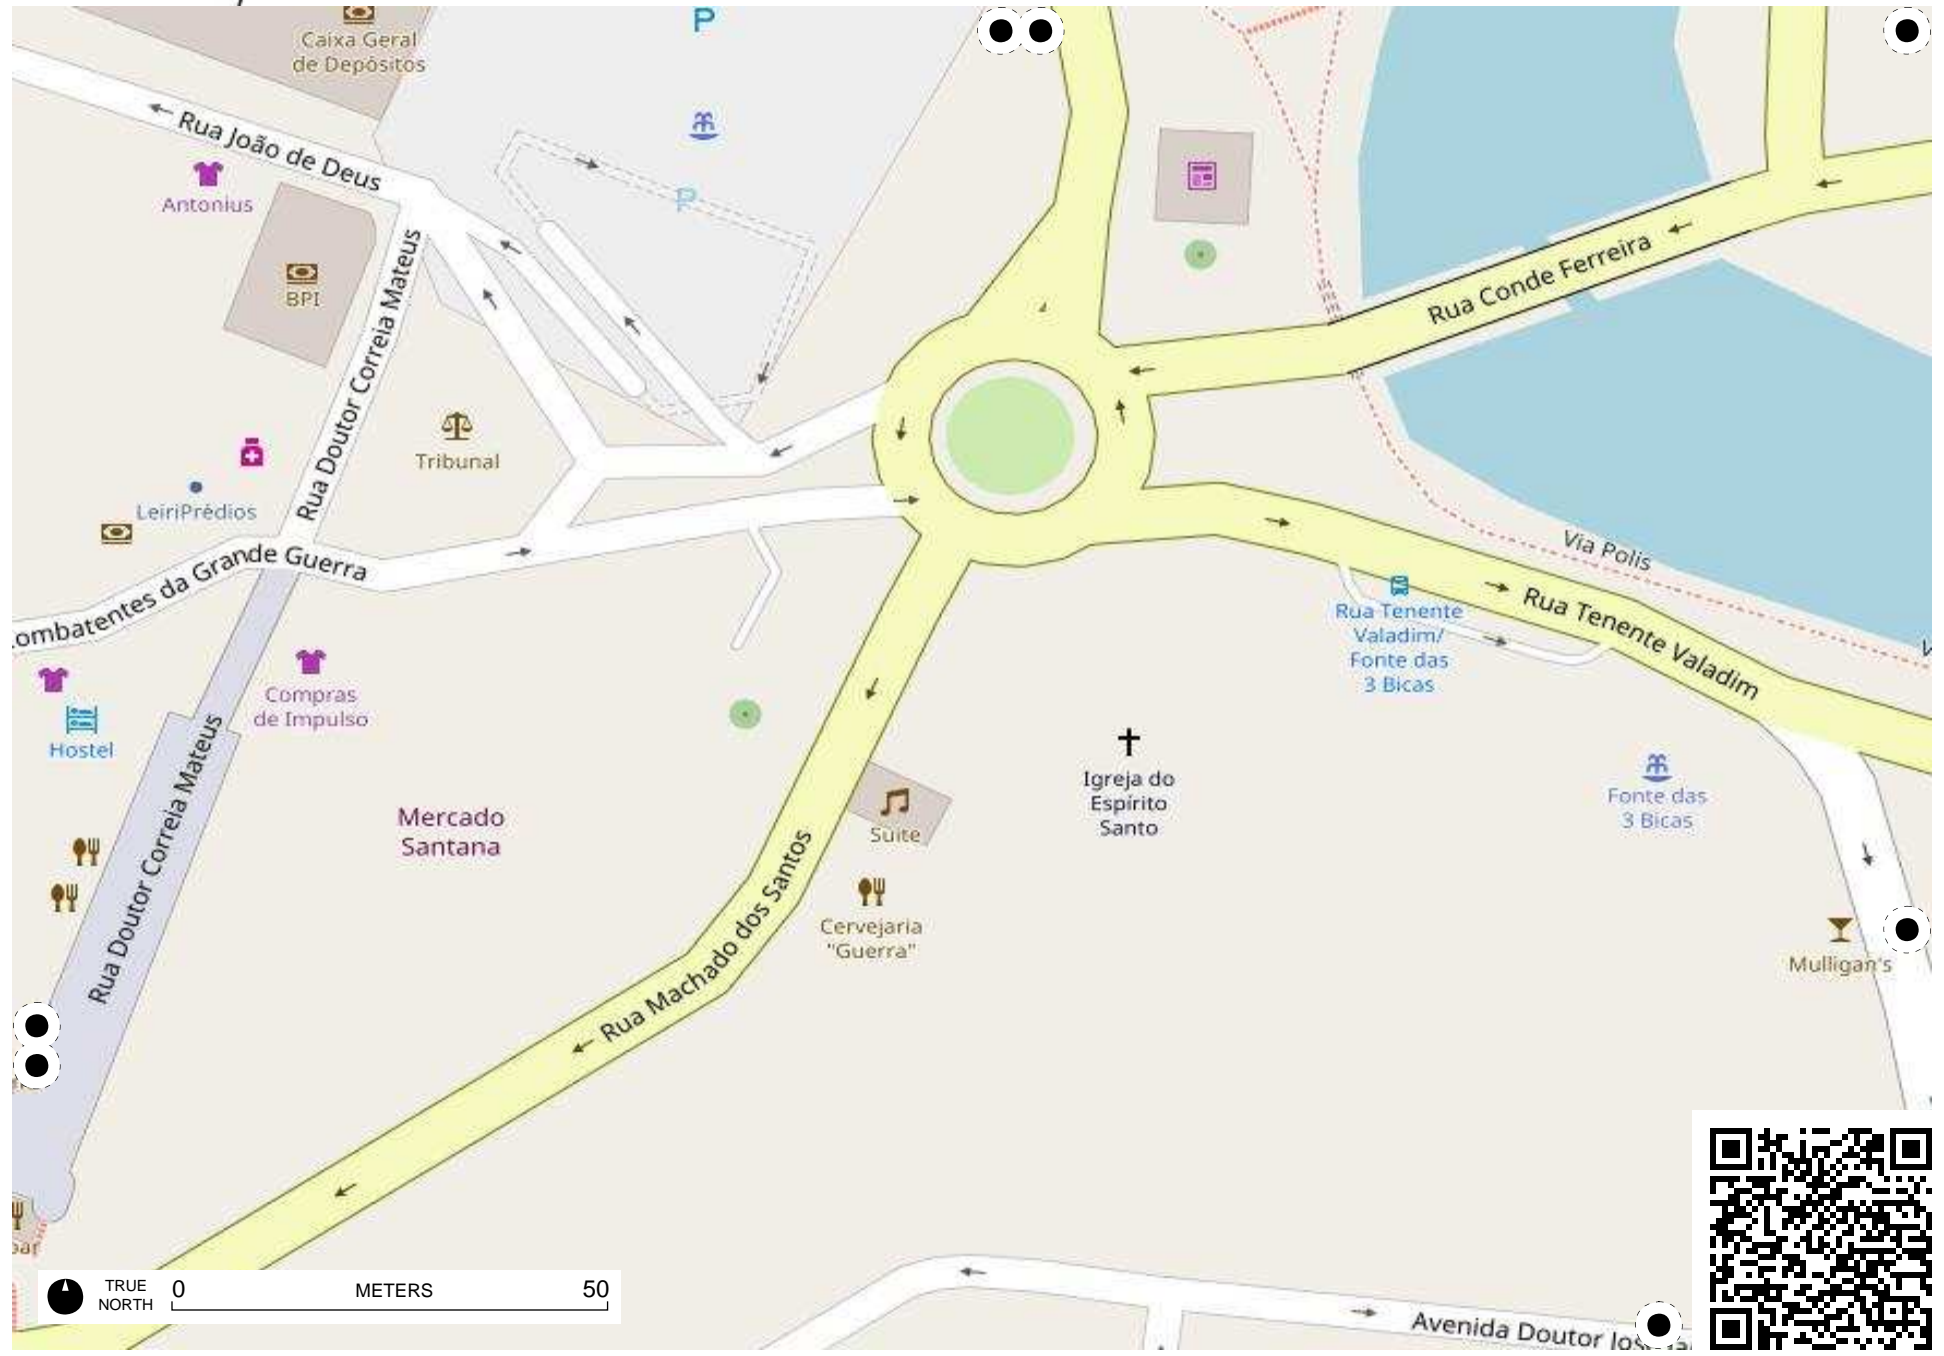 P
Caixa Geral
de Depósitos
Rua João de Deus
Antonius
P
BPI
Rua Doutor Correia Mateus
Rua Conde Ferreira
Tribunal
LeiriPrédios
ombatentes da Grande Guerra
Via Polis
Rua Tenente
Valadim/
Fonte das
3 Bicas
Rua Tenente Valadim
Compras
de Impulso
Hostel
Rua Doutor Correia Mateus
Mercado
Santana
Igreja do
Espírito
Santo
Fonte das
3 Bicas
Suite
Rua Machado dos Santos
Cervejaria
"Guerra"
Mulligan's
TRUE
NORTH
0 METERS 50
Avenida Doutor Jos